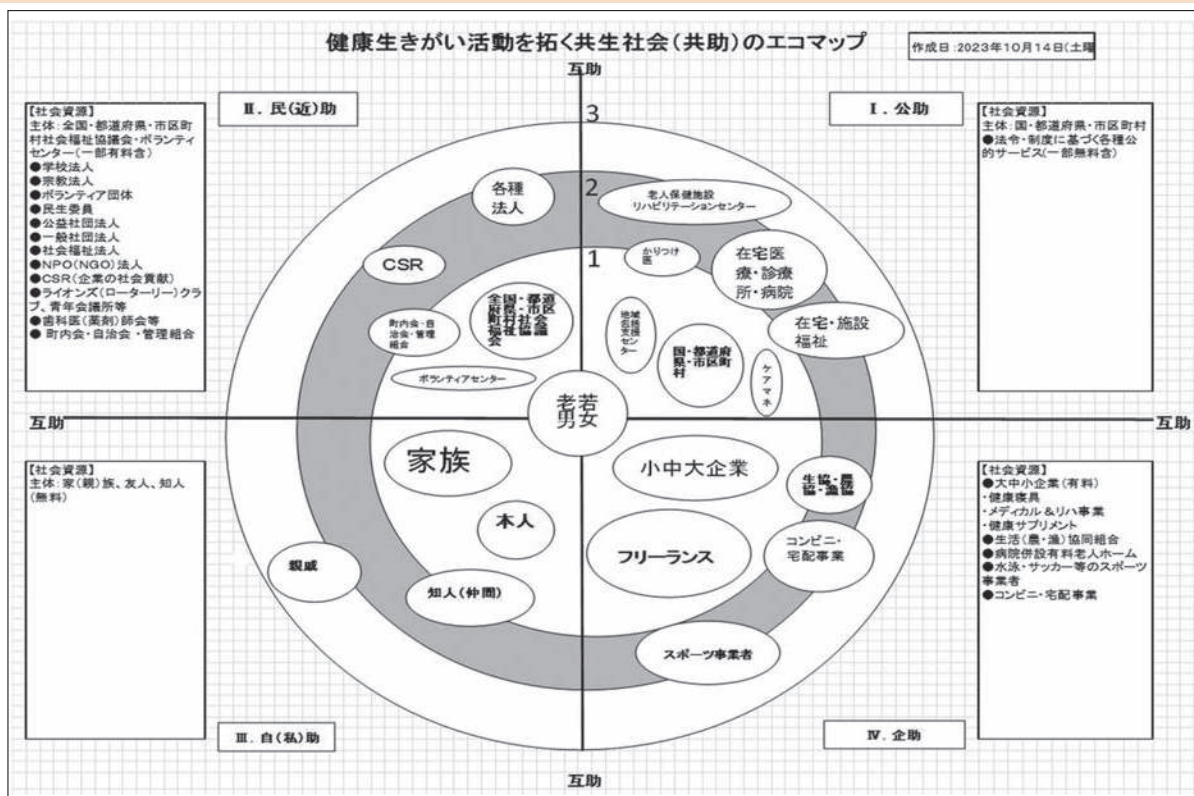 健康生きがい活動を拓く共生社会(共助)のエコマップ
作成日:2023年10月14日(土曜
互助
Ⅱ. 民(近)助
Ⅰ. 公助
【社会資源】
主体:全国・都道府県・市区町
村社会福祉協議会・ボランティ
センター(一部有料含)
●学校法人
●宗教法人
●ボランティア団体
●民生委員
●公益社団法人
●一般社団法人
●社会福祉法人
●NPO(NGO)法人
●CSR(企業の社会貢献)
●ライオンズ(ローターリー)クラ
ブ、青年会議所等
●歯科医(薬剤)師会等
● 町内会・自治会・管理組合
【社会資源】
主体:国・都道府県・市区町村
●法令・制度に基づく各種公
的サービス(一部無料含)
3
2
1
各種
法人
老人保健施設
リハビリテーションセンター
CSR
かりつけ
医
在宅医
療・診療
所・病院
全国・都道
府県・市区
町村社会
福祉協議
会
町内会・自
治会・管理
組合
地域
包括
支援
セン
ター
在宅・施設
福祉
国・都道府
県・市区町
村
ケ
ア
マ
ネ
ボランティアセンター
老若
男女
互助
互助
家族
小中大企業
生協・農
協・漁協
本人
フリーランス
コンビニ・
宅配事業
親戚
知人(仲間)
スポーツ事業者
【社会資源】
主体:家(親)族、友人、知人
(無料)
【社会資源】
●大中小企業(有料)
・健康寝具
・メディカル&リハ事業
・健康サプリメント
●生活(農・漁)協同組合
●病院併設有料老人ホーム
●水泳・サッカー等のスポーツ
事業者
●コンビニ・宅配事業
Ⅲ. 自(私)助
Ⅳ. 企助
互助